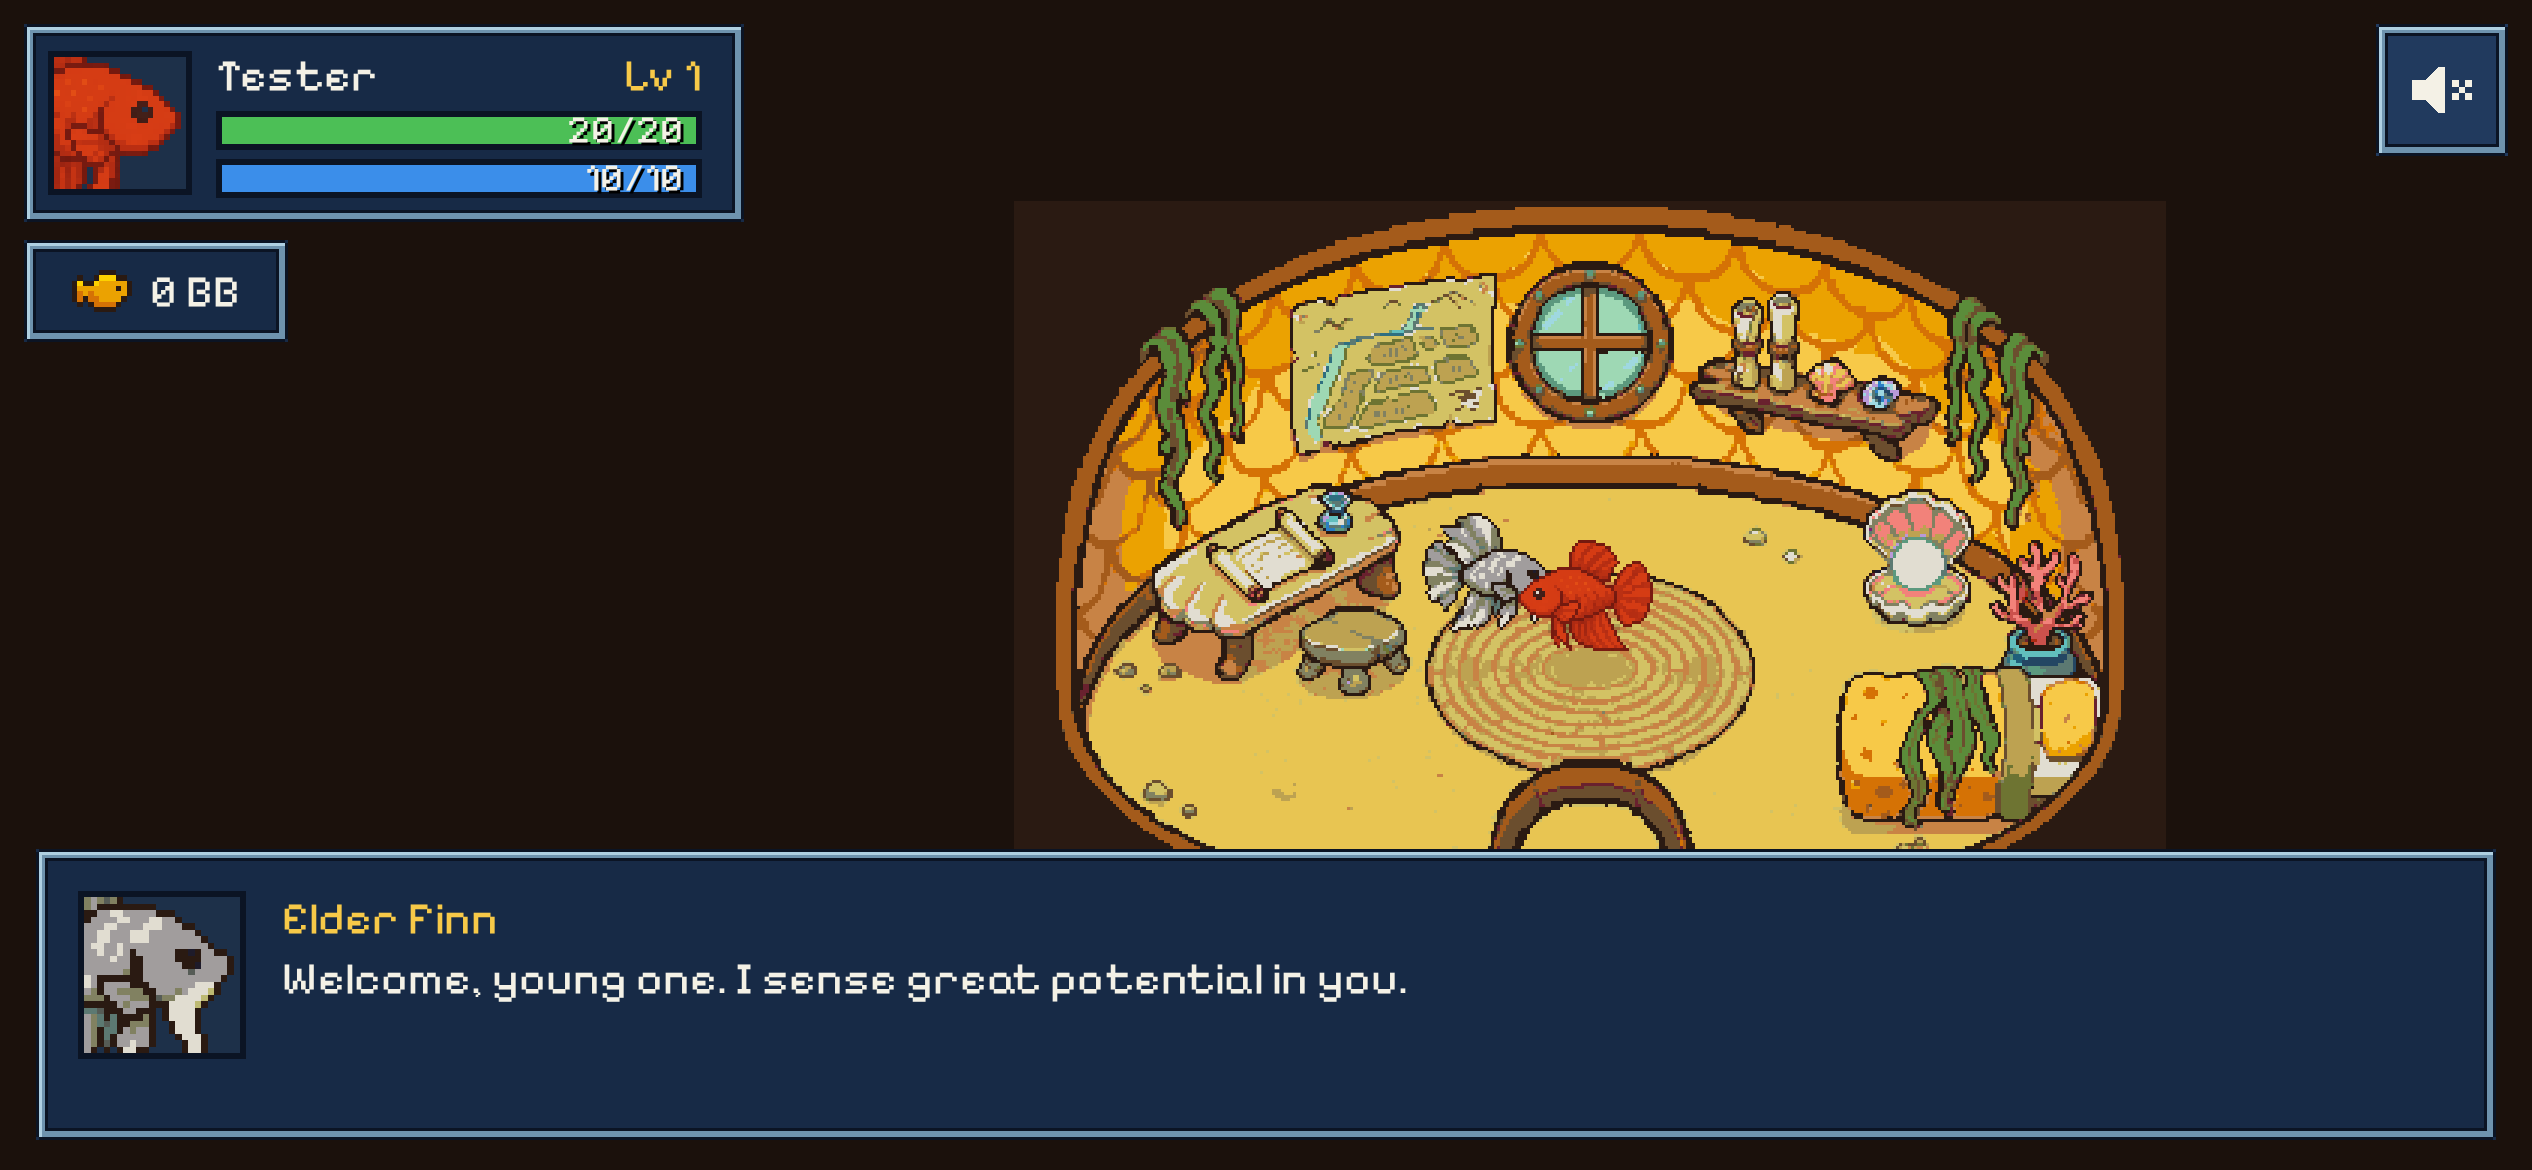 Tester Lv 1
20/20
10/10
0 BB
Elder Finn
Welcome, young one. I sense great potential in you.